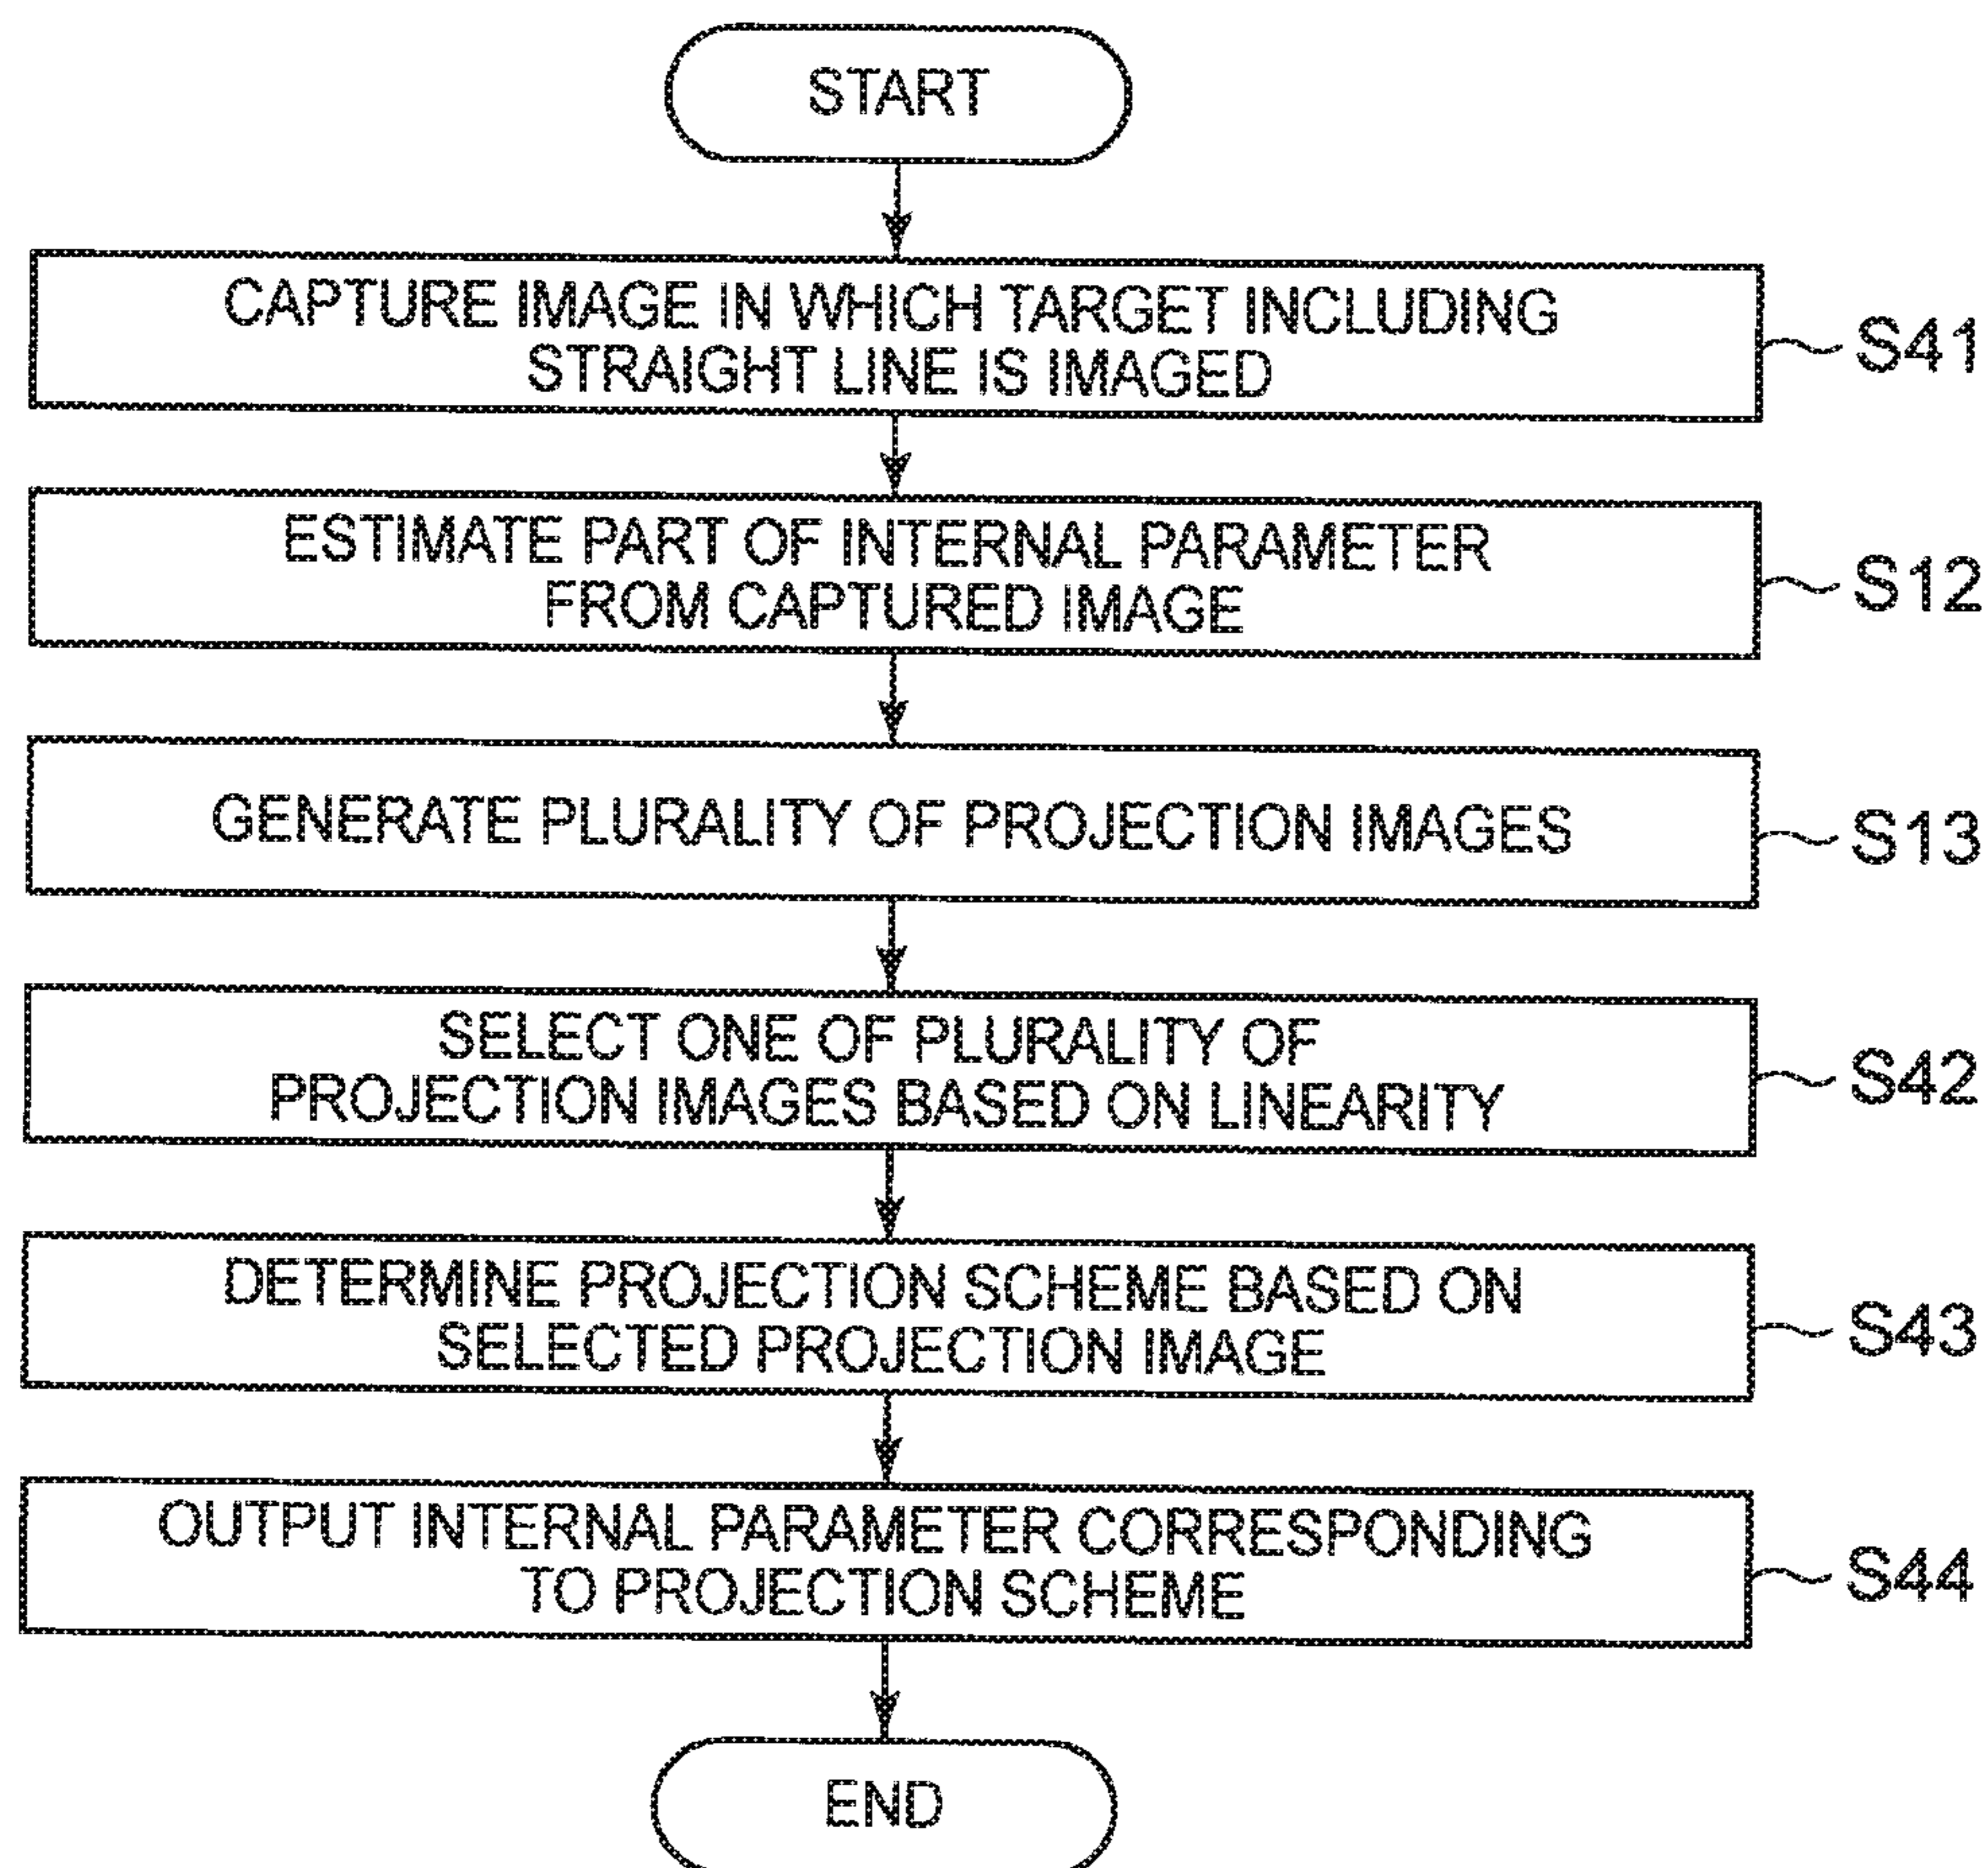 START
CAPTURE IMAGE IN WHICH TARGET INCLUDING
STRAIGHT LINE IS IMAGED
S41
ESTIMATE PART OF INTERNAL PARAMETER
FROM CAPTURED IMAGE
S12
GENERATE PLURALITY OF PROJECTION IMAGES
S13
SELECT ONE OF PLURALITY OF
PROJECTION IMAGES BASED ON LINEARITY
S42
DETERMINE PROJECTION SCHEME BASED ON
SELECTED PROJECTION IMAGE
S43
OUTPUT INTERNAL PARAMETER CORRESPONDING
TO PROJECTION SCHEME
S44
END